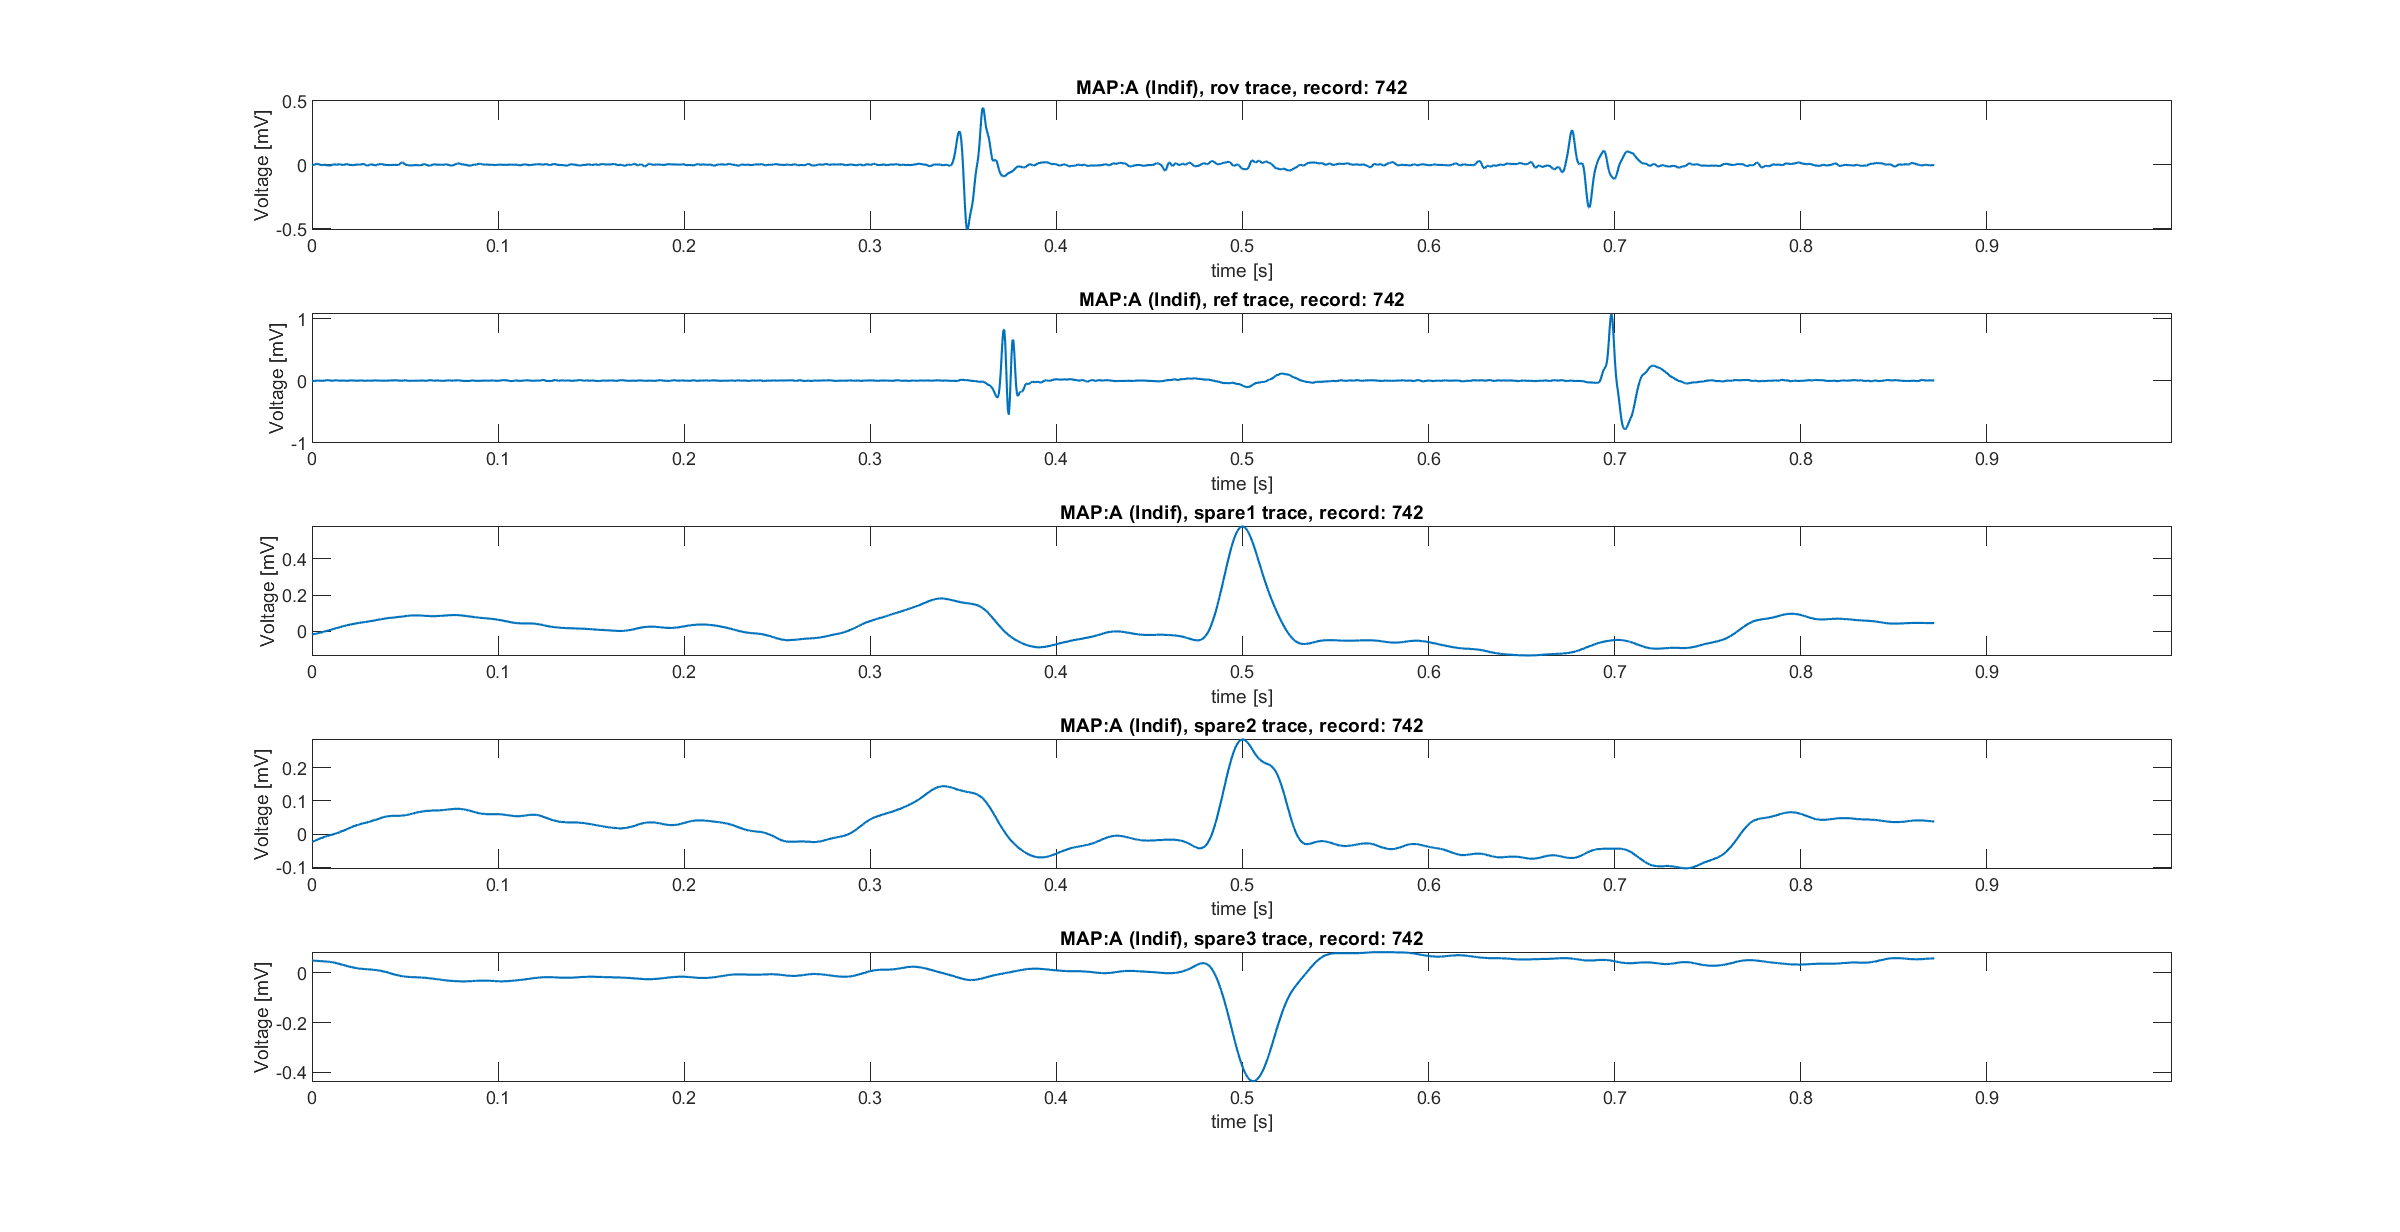 MAP:A (Indif), rov trace, record: 742
Voltage [mV]
0.5
0
-0.5
0 0.1 0.2 0.3 0.4 0.5 0.6 0.7 0.8 0.9
time [s]
MAP:A (Indif), ref trace, record: 742
Voltage [mV]
1
0
-1
0 0.1 0.2 0.3 0.4 0.5 0.6 0.7 0.8 0.9
time [s]
MAP:A (Indif), spare1 trace, record: 742
Voltage [mV]
0.4
0.2
0
0 0.1 0.2 0.3 0.4 0.5 0.6 0.7 0.8 0.9
time [s]
MAP:A (Indif), spare2 trace, record: 742
Voltage [mV]
0.2
0.1
0
-0.1
0 0.1 0.2 0.3 0.4 0.5 0.6 0.7 0.8 0.9
time [s]
MAP:A (Indif), spare3 trace, record: 742
Voltage [mV]
0
-0.2
-0.4
0 0.1 0.2 0.3 0.4 0.5 0.6 0.7 0.8 0.9
time [s]